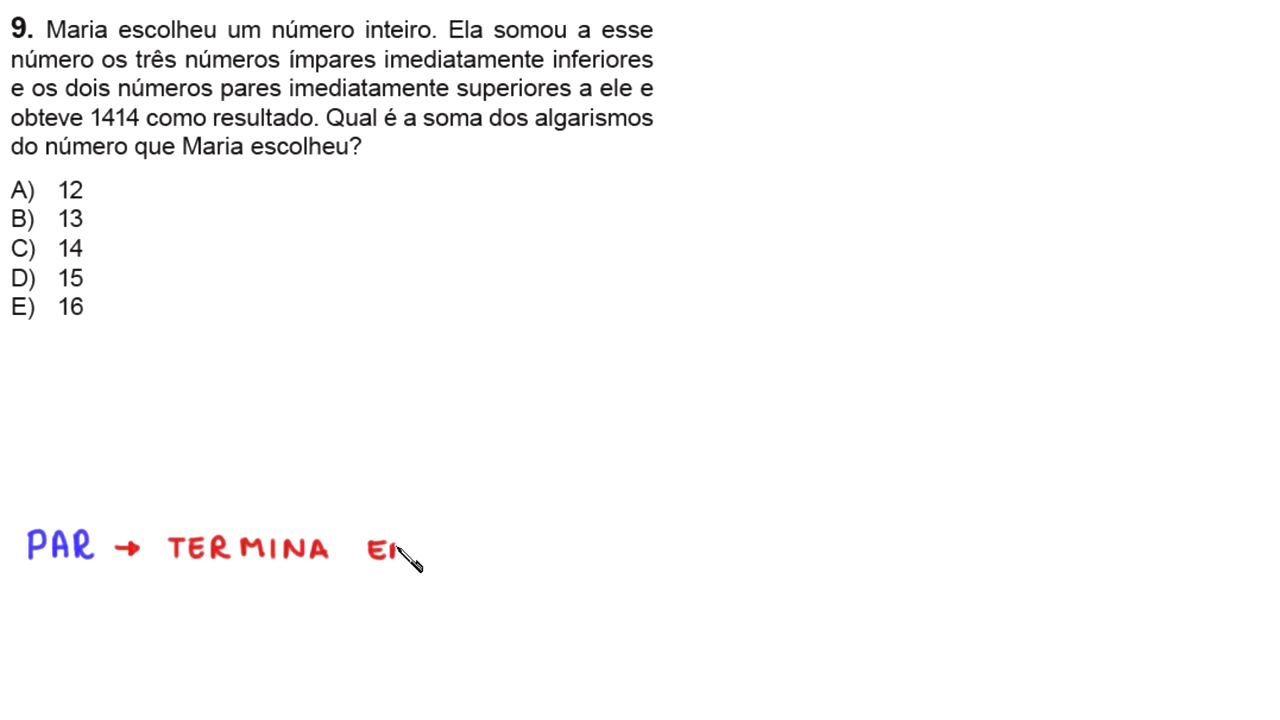 9. Maria escolheu um número inteiro. Ela somou a esse
número os três números ímpares imediatamente inferiores
e os dois números pares imediatamente superiores a ele e
obteve 1414 como resultado. Qual é a soma dos algarismos
do número que Maria escolheu?
A) 12
B) 13
C) 14
D) 15
E) 16
PAR → TERMINA